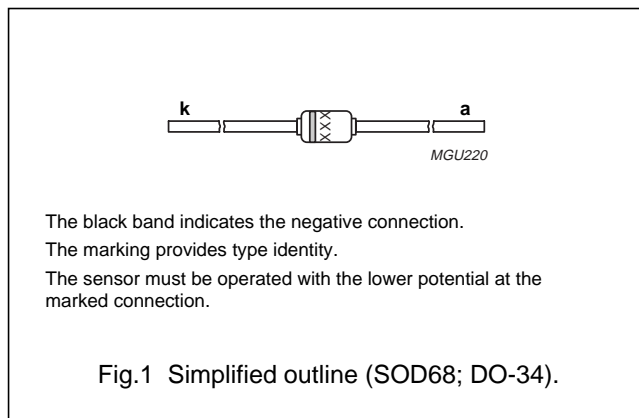 k a
MGU220
The black band indicates the negative connection.
The marking provides type identity.
The sensor must be operated with the lower potential at the
marked connection.
Fig.1 Simplified outline (SOD68; DO-34).